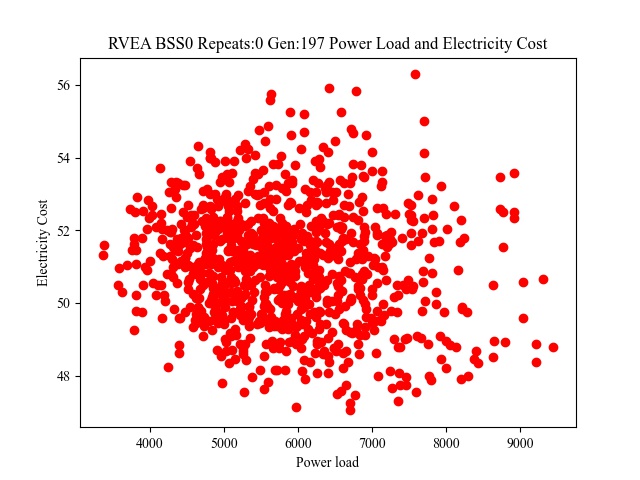 RVEA BSS0 Repeats:0 Gen:197 Power Load and Electricity Cost
56
54
52
50
48
Electricity Cost
4000 5000 6000 7000 8000 9000
Power load